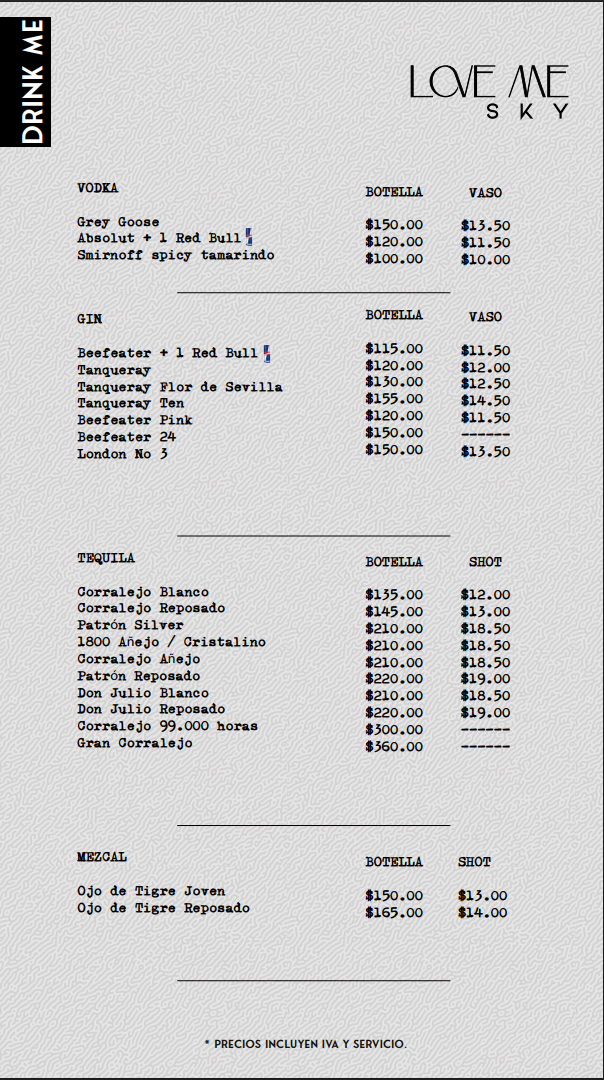 DRINK ME
LOVE ME
SKY
VODKA BOTELLA VASO
Grey Goose $150.00 $13.50
Absolut + 1 Red Bull $120.00 $11.50
Smirnoff spicy tamarindo $100.00 $10.00
GIN BOTELLA VASO
Beefeater + 1 Red Bull $115.00 $11.50
Tanqueray $120.00 $12.00
Tanqueray Flor de Sevilla $130.00 $12.50
Tanqueray Ten $155.00 $14.50
Beefeater Pink $120.00 $11.50
Beefeater 24 $150.00 ------
London No 3 $150.00 $13.50
TEQUILA BOTELLA SHOT
Corralejo Blanco $135.00 $12.00
Corralejo Reposado $145.00 $13.00
Patrón Silver $210.00 $18.50
1800 Añejo / Cristalino $210.00 $18.50
Corralejo Añejo $210.00 $18.50
Patrón Reposado $220.00 $19.00
Don Julio Blanco $210.00 $18.50
Don Julio Reposado $220.00 $19.00
Corralejo 99.000 horas $300.00 ------
Gran Corralejo $360.00 ------
MEZCAL BOTELLA SHOT
Ojo de Tigre Joven $150.00 $13.00
Ojo de Tigre Reposado $165.00 $14.00
* PRECIOS INCLUYEN IVA Y SERVICIO.